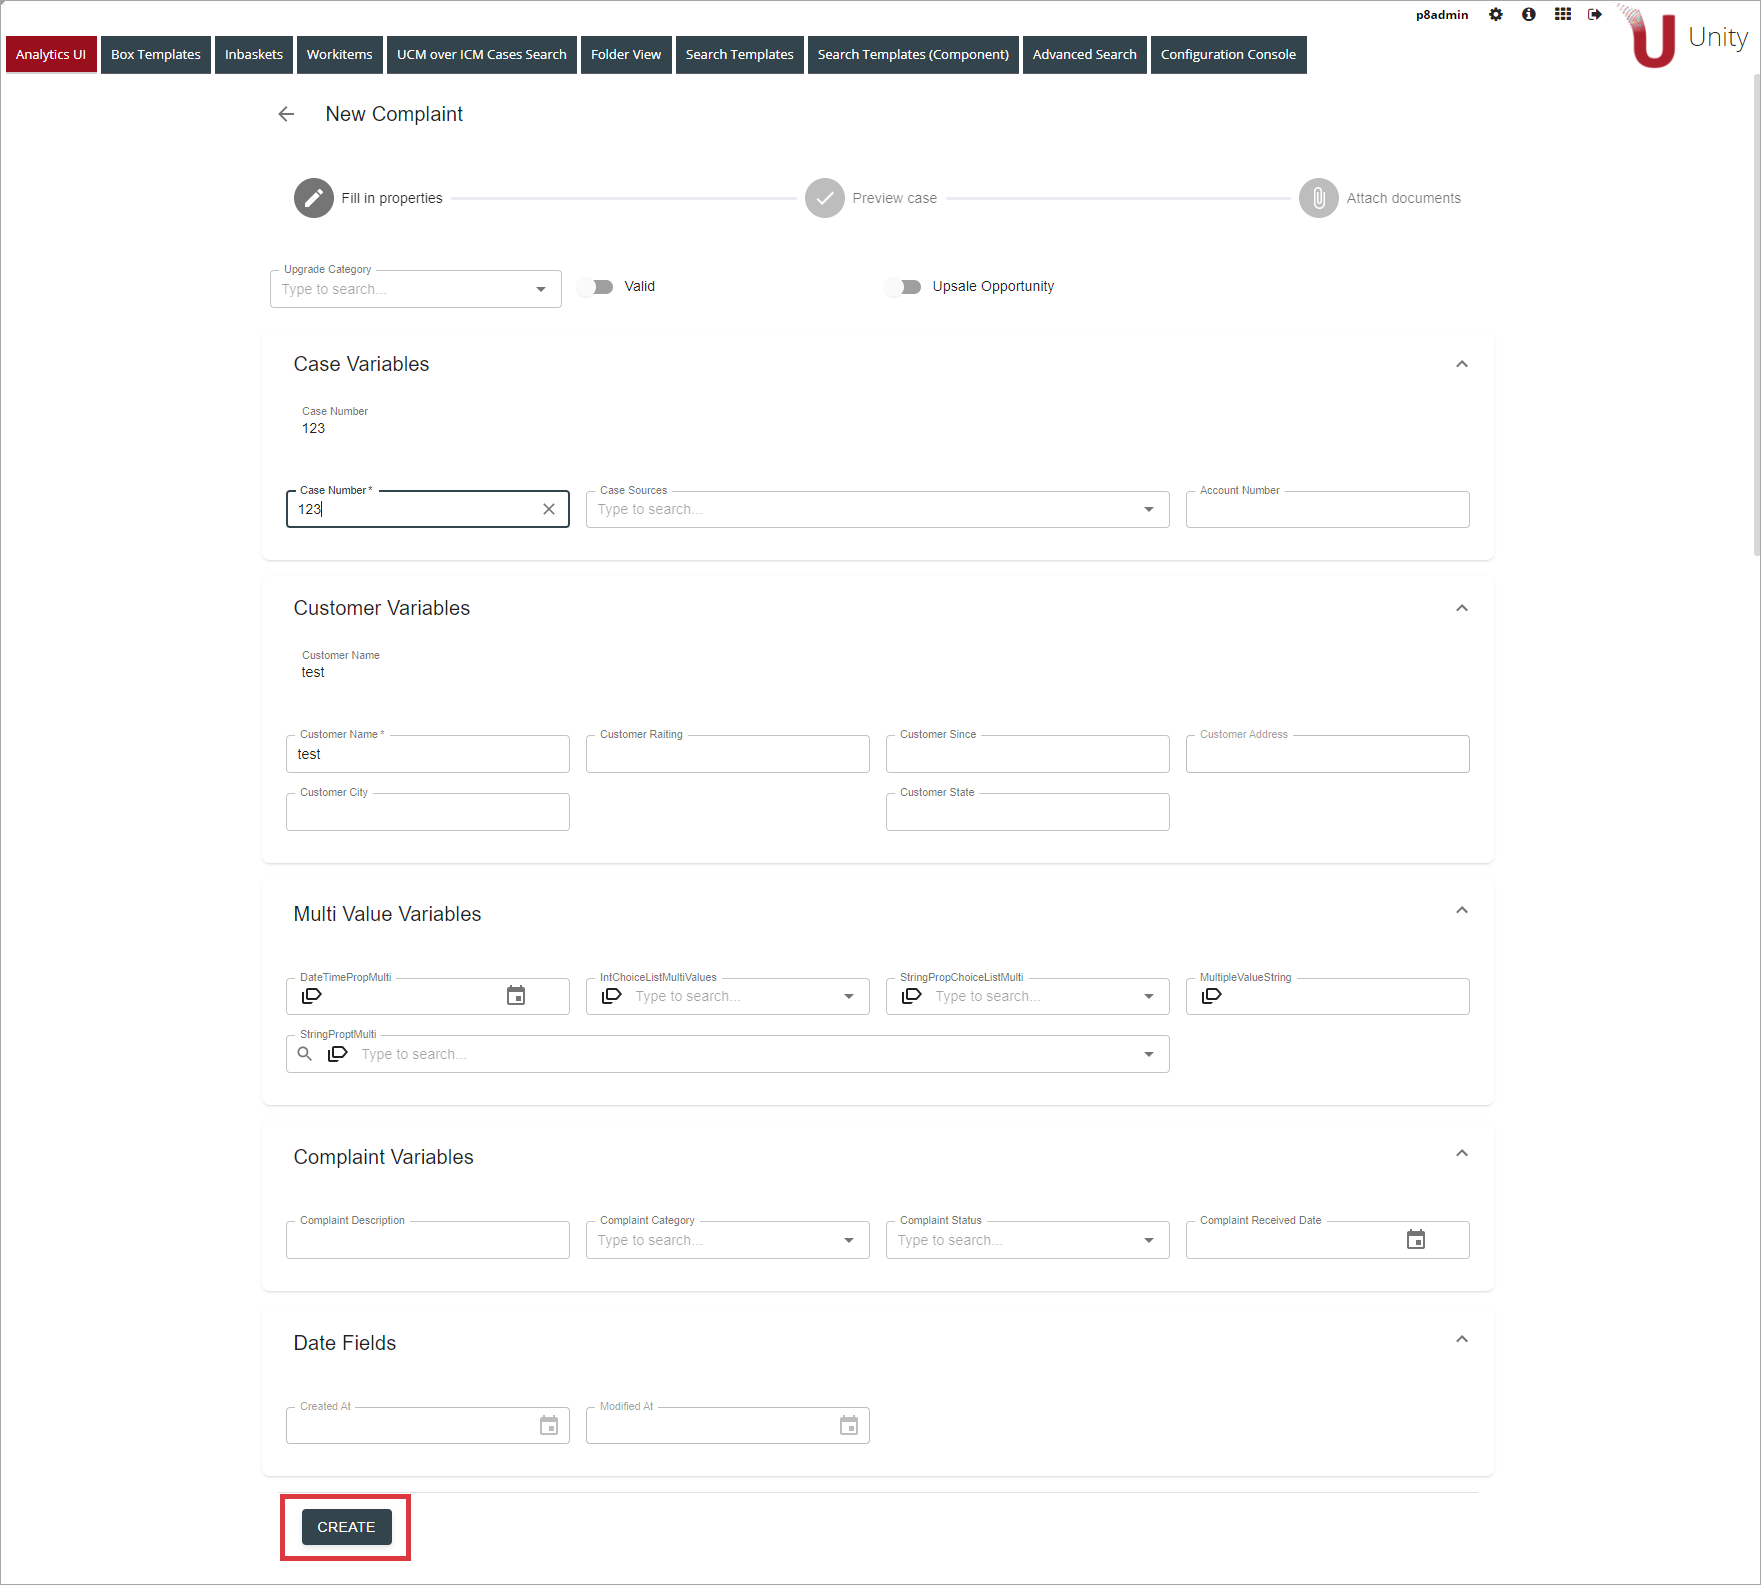 p8admin
Unity
Analytics UI Box Templates Inbaskets Workitems UCM over ICM Cases Search Folder View Search Templates Search Templates (Component) Advanced Search Configuration Console
New Complaint
Fill in properties Preview case Attach documents
Upgrade Category
Type to search... Valid Upsale Opportunity
Case Variables
Case Number
123
Case Number * Case Sources Account Number
123 Type to search...
Customer Variables
Customer Name
test
Customer Name * Customer Raiting Customer Since Customer Address
test
Customer City Customer State
Multi Value Variables
DateTimePropMulti IntChoiceListMultiValues StringPropChoiceListMulti MultipleValueString
Type to search... Type to search...
StringProptMulti
Type to search...
Complaint Variables
Complaint Description Complaint Category Complaint Status Complaint Received Date
Type to search... Type to search...
Date Fields
Created At Modified At
CREATE